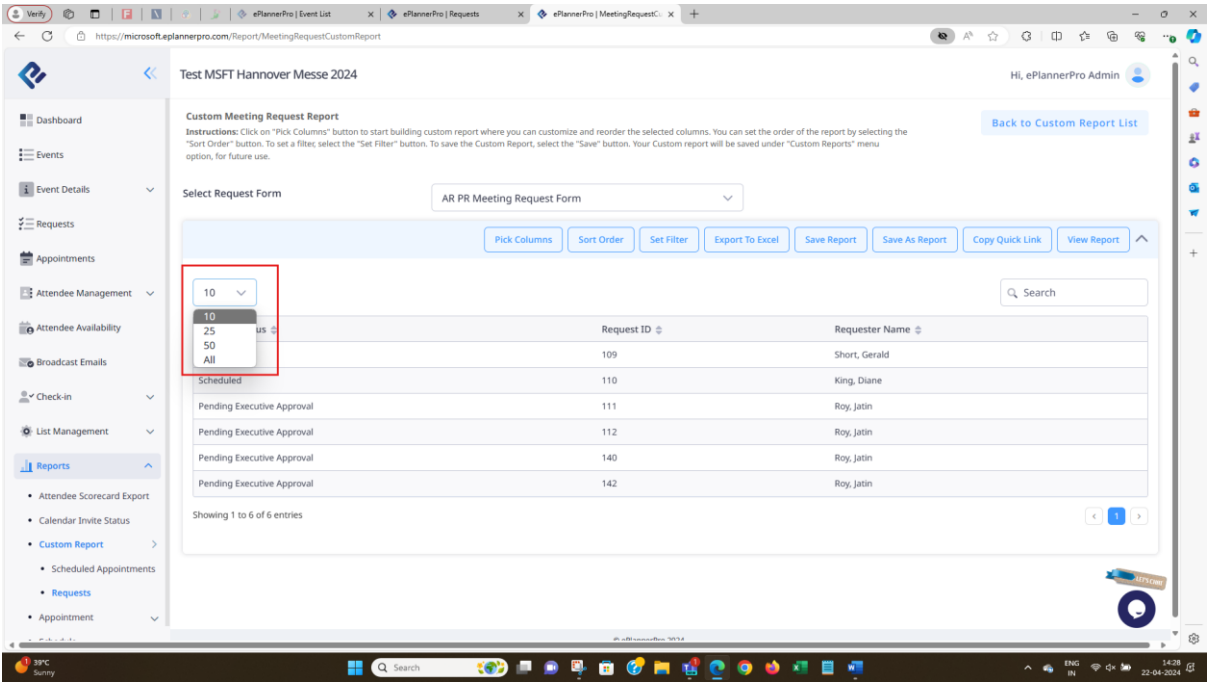 Verify
ePlannerPro | Event List
ePlannerPro | Requests
ePlannerPro | MeetingRequestCu
https://microsoft.eplannerpro.com/Report/MeetingRequestCustomReport
Test MSFT Hannover Messe 2024
Hi, ePlannerPro Admin
Dashboard
Events
Event Details
Requests
Appointments
Attendee Management
Attendee Availability
Broadcast Emails
Check-in
List Management
Reports
Attendee Scorecard Export
Calendar Invite Status
Custom Report
Scheduled Appointments
Requests
Appointment
Custom Meeting Request Report
Back to Custom Report List
Instructions: Click on "Pick Columns" button to start building custom report where you can customize and reorder the selected columns. You can set the order of the report by selecting the
"Sort Order" button. To set a filter, select the "Set Filter" button. To save the Custom Report, select the "Save" button. Your Custom report will be saved under "Custom Reports" menu
option, for future use.
Select Request Form
AR PR Meeting Request Form
Pick Columns
Sort Order
Set Filter
Export To Excel
Save Report
Save As Report
Copy Quick Link
View Report
10
Search
10
25
50
All
us
Request ID
Requester Name
109
Short, Gerald
Scheduled
110
King, Diane
Pending Executive Approval
111
Roy, Jatin
Pending Executive Approval
112
Roy, Jatin
Pending Executive Approval
140
Roy, Jatin
Pending Executive Approval
142
Roy, Jatin
Showing 1 to 6 of 6 entries
1
LET'S CHAT
© ePlannerPro 2024
1
39°C
Sunny
Search
ENG
IN
14:28
22-04-2024